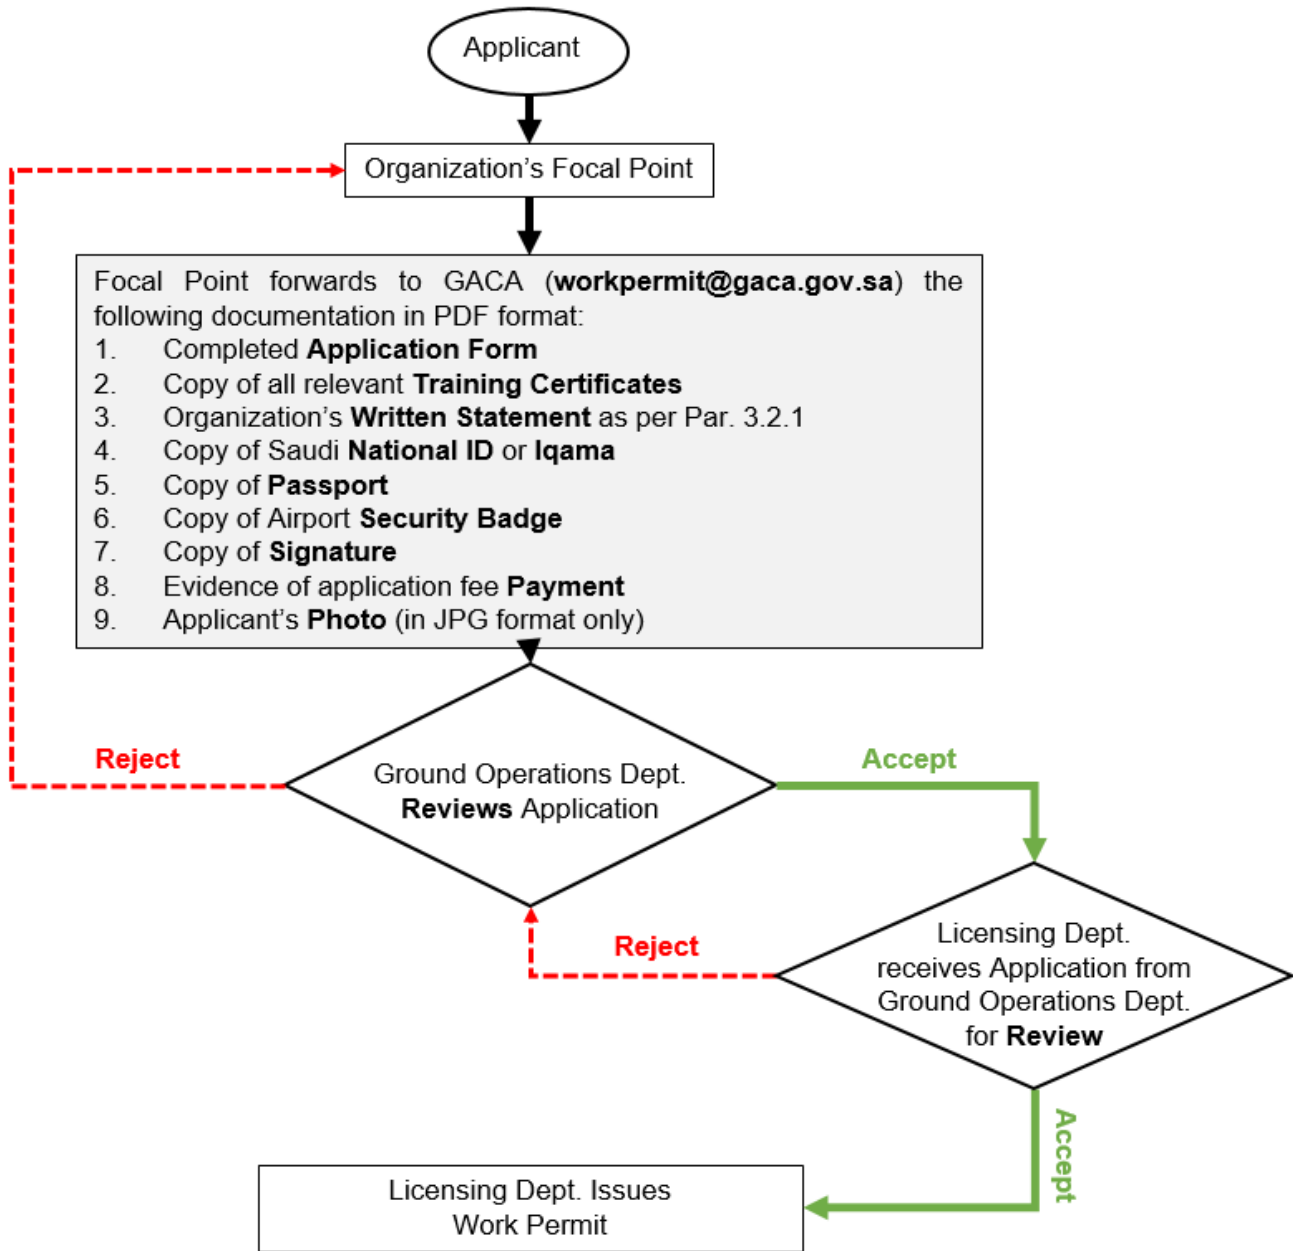 Applicant
Organization's Focal Point
Focal Point forwards to GACA (workpermit@gaca.gov.sa) the
following documentation in PDF format:
1. Completed Application Form
2. Copy of all relevant Training Certificates
3. Organization's Written Statement as per Par. 3.2.1
4. Copy of Saudi National ID or Iqama
5. Copy of Passport
6. Copy of Airport Security Badge
7. Copy of Signature
8. Evidence of application fee Payment
9. Applicant's Photo (in JPG format only)
Reject
Ground Operations Dept.
Reviews Application
Accept
Reject
Licensing Dept.
receives Application from
Ground Operations Dept.
for Review
Accept
Licensing Dept. Issues
Work Permit